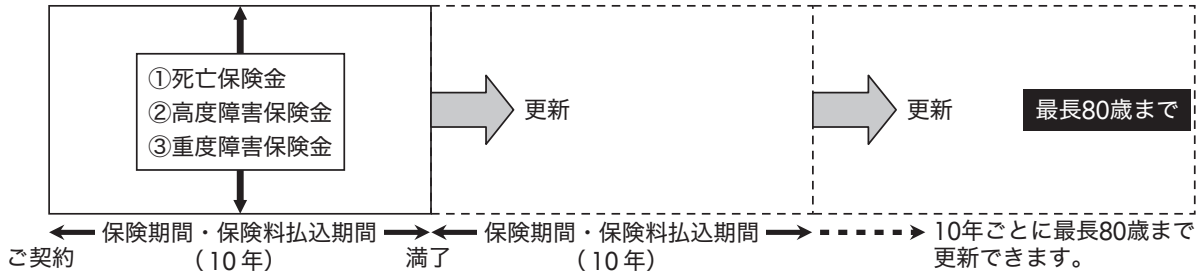 ①死亡保険金
②高度障害保険金
③重度障害保険金
更新
更新
最長80歳まで
保険期間・保険料払込期間
（10年）
保険期間・保険料払込期間
（10年）
10年ごとに最長80歳まで
更新できます。
ご契約
満了